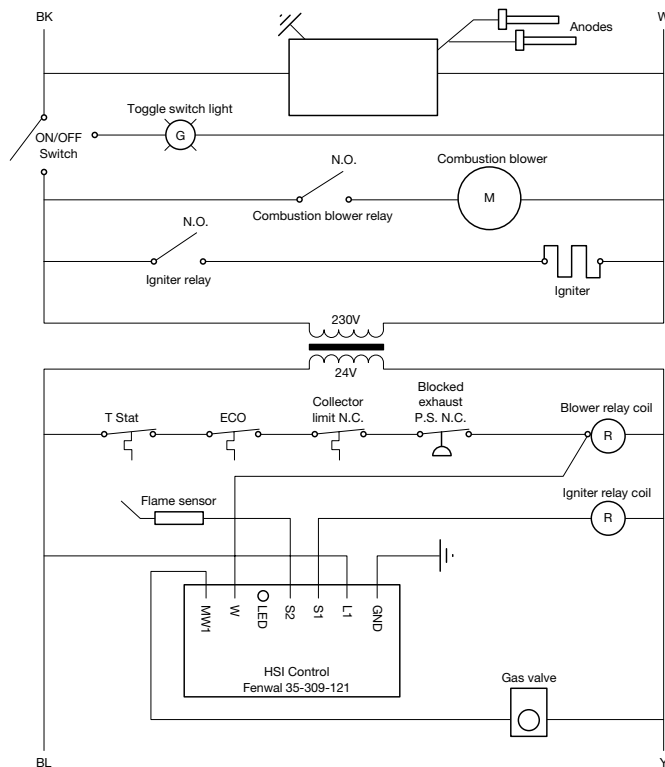 BK
W
Anodes
Toggle switch light
ON/OFF
Switch
G
N.O.
Combustion blower
M
Combustion blower relay
N.O.
Igniter relay
Igniter
230V
24V
T Stat
ECO
Collector
limit N.C.
Blocked
exhaust
P.S. N.C.
Blower relay coil
R
Flame sensor
Igniter relay coil
R
MW1
W
LED
S2
S1
L1
GND
HSI Control
Fenwal 35-309-121
Gas valve
BL
Y